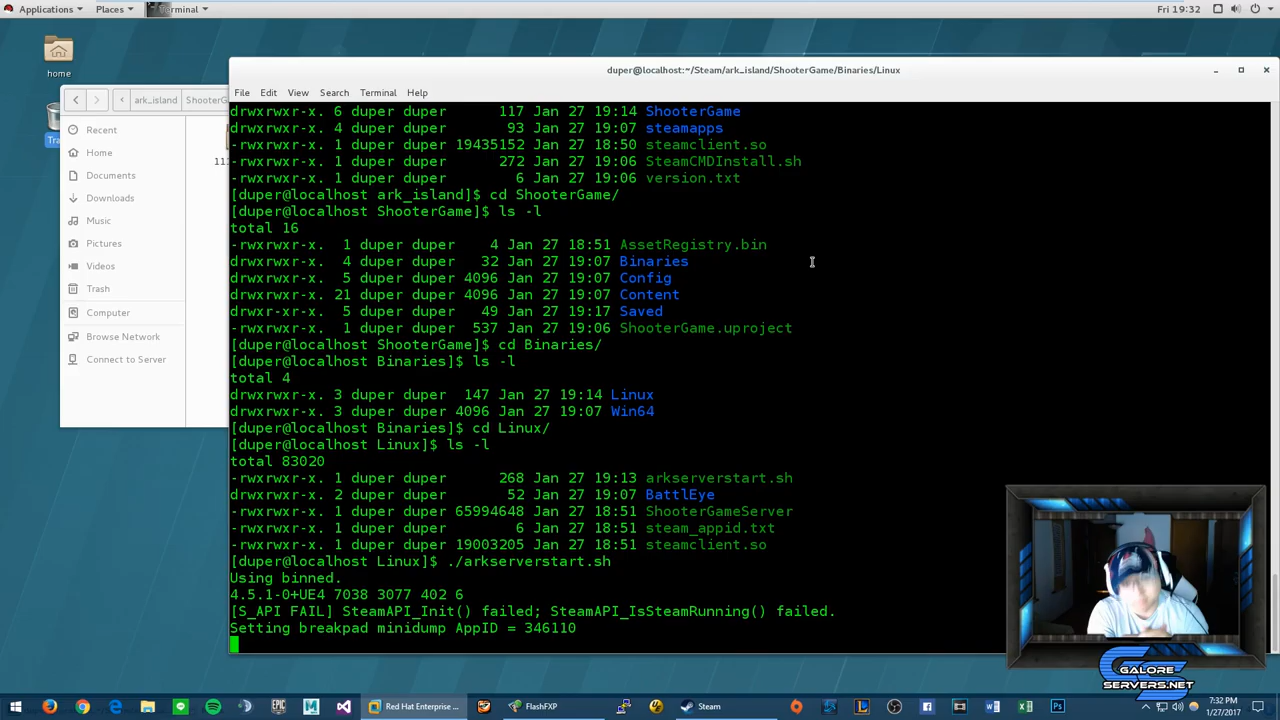 Applications
Places
Terminal
Fri 19:32
home
duper@localhost:~/Steam/ark_island/ShooterGame/Binaries/Linux
File Edit View Search Terminal Help
ark_island
Recent
Home
Documents
Downloads
Music
Pictures
Videos
Trash
Computer
Browse Network
Connect to Server
drwxrwxr-x. 6 duper duper 117 Jan 27 19:14 ShooterGame
drwxrwxr-x. 4 duper duper 93 Jan 27 19:07 steamapps
-rwxrwxr-x. 1 duper duper 19435152 Jan 27 18:50 steamclient.so
-rwxrwxr-x. 1 duper duper 272 Jan 27 19:06 SteamCMDInstall.sh
-rwxrwxr-x. 1 duper duper 6 Jan 27 19:06 version.txt
[duper@localhost ark_island]$ cd ShooterGame/
[duper@localhost ShooterGame]$ ls -l
total 16
-rwxrwxr-x. 1 duper duper 4 Jan 27 18:51 AssetRegistry.bin
drwxrwxr-x. 4 duper duper 32 Jan 27 19:07 Binaries
drwxrwxr-x. 5 duper duper 4096 Jan 27 19:07 Config
drwxrwxr-x. 21 duper duper 4096 Jan 27 19:07 Content
drwxr-xr-x. 5 duper duper 49 Jan 27 19:17 Saved
-rwxrwxr-x. 1 duper duper 537 Jan 27 19:06 ShooterGame.uproject
[duper@localhost ShooterGame]$ cd Binaries/
[duper@localhost Binaries]$ ls -l
total 4
drwxrwxr-x. 3 duper duper 147 Jan 27 19:14 Linux
drwxrwxr-x. 3 duper duper 4096 Jan 27 19:07 Win64
[duper@localhost Binaries]$ cd Linux/
[duper@localhost Linux]$ ls -l
total 83020
-rwxrwxr-x. 1 duper duper 268 Jan 27 19:13 arkserverstart.sh
drwxrwxr-x. 2 duper duper 52 Jan 27 19:07 BattlEye
-rwxrwxr-x. 1 duper duper 65994648 Jan 27 18:51 ShooterGameServer
-rwxrwxr-x. 1 duper duper 6 Jan 27 18:51 steam_appid.txt
-rwxrwxr-x. 1 duper duper 19003205 Jan 27 18:51 steamclient.so
[duper@localhost Linux]$ ./arkserverstart.sh
Using binned.
4.5.1-0+UE4 7038 3077 402 6
[S_API FAIL] SteamAPI_Init() failed; SteamAPI_IsSteamRunning() failed.
Setting breakpad minidump AppID = 346110
GALORE
SERVERS.NET
Red Hat Enterprise ...
FlashFXP
Steam
7:32 PM
1/27/2017